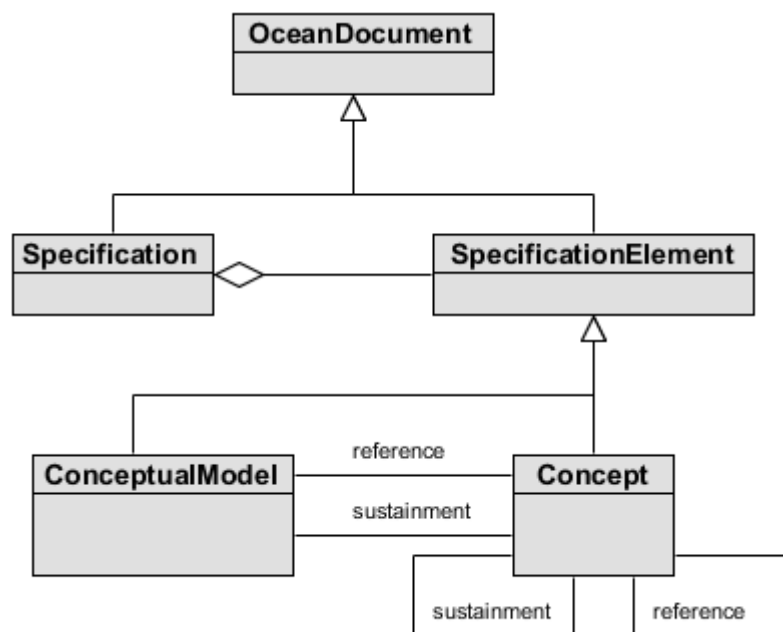 OceanDocument
Specification
SpecificationElement
reference
ConceptualModel
Concept
sustainment
sustainment
reference